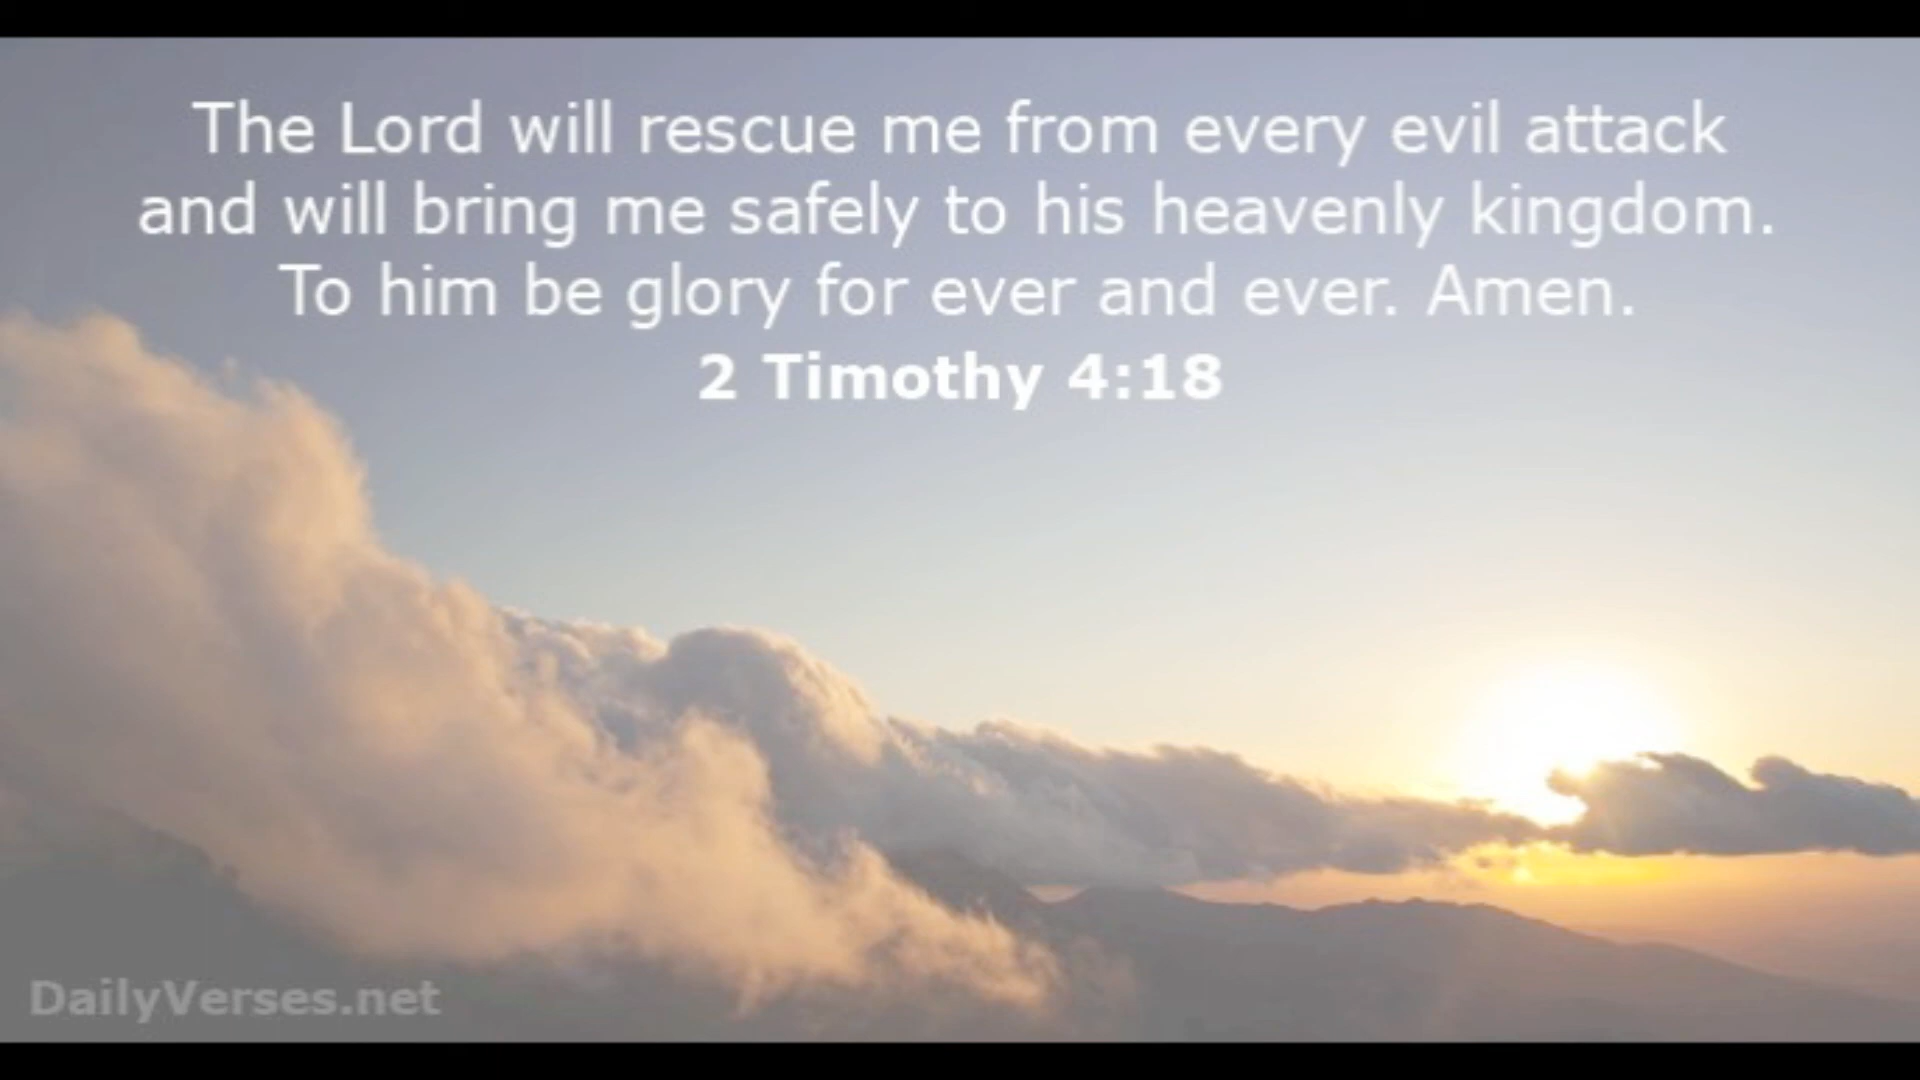 The Lord will rescue me from every evil attack
and will bring me safely to his heavenly kingdom.
To him be glory for ever and ever. Amen.
2 Timothy 4:18
DailyVerses.net